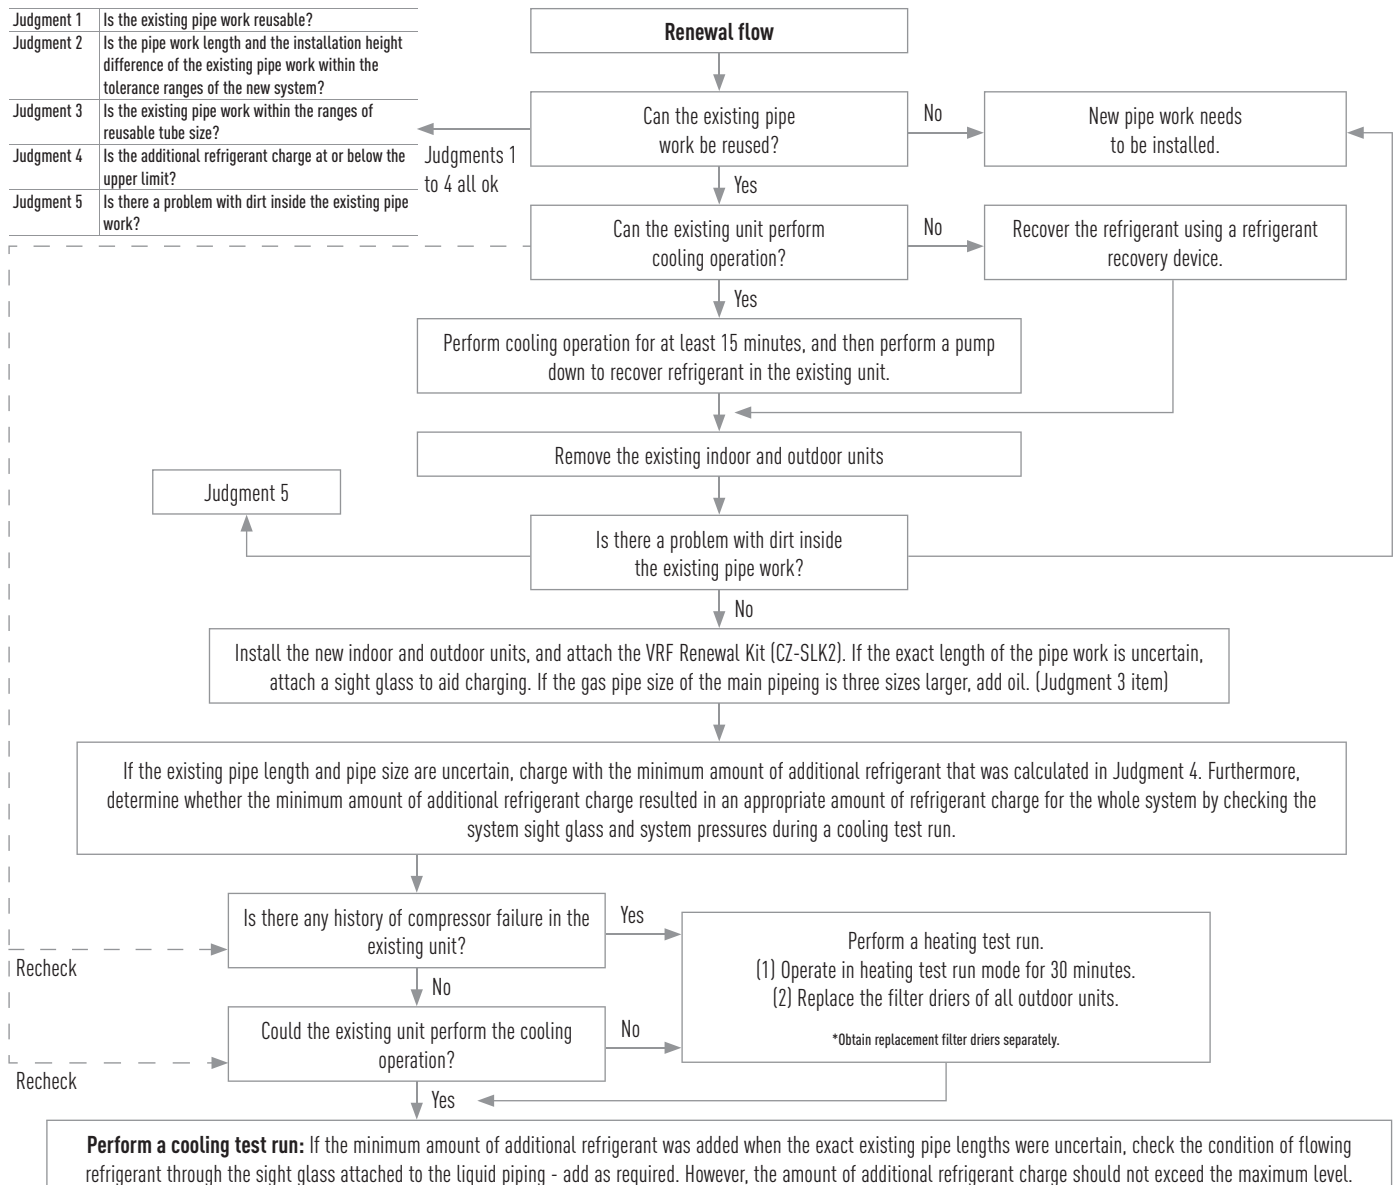 Judgment 1 Is the existing pipe work reusable?
Judgment 2 Is the pipe work length and the installation height
difference of the existing pipe work within the
tolerance ranges of the new system?
Judgment 3 Is the existing pipe work within the ranges of
reusable tube size?
Judgment 4 Is the additional refrigerant charge at or below the
upper limit?
Judgment 5 Is there a problem with dirt inside the existing pipe
work?
Renewal flow
Can the existing pipe
work be reused?
No
New pipe work needs
to be installed.
Judgments 1
to 4 all ok
Yes
Can the existing unit perform
cooling operation?
No
Recover the refrigerant using a refrigerant
recovery device.
Yes
Perform cooling operation for at least 15 minutes, and then perform a pump
down to recover refrigerant in the existing unit.
Remove the existing indoor and outdoor units
Judgment 5
Is there a problem with dirt inside
the existing pipe work?
No
Install the new indoor and outdoor units, and attach the VRF Renewal Kit (CZ-SLK2). If the exact length of the pipe work is uncertain,
attach a sight glass to aid charging. If the gas pipe size of the main pipeing is three sizes larger, add oil. (Judgment 3 item)
If the existing pipe length and pipe size are uncertain, charge with the minimum amount of additional refrigerant that was calculated in Judgment 4. Furthermore,
determine whether the minimum amount of additional refrigerant charge resulted in an appropriate amount of refrigerant charge for the whole system by checking the
system sight glass and system pressures during a cooling test run.
Is there any history of compressor failure in the
existing unit?
Yes
Recheck
No
Perform a heating test run.
(1) Operate in heating test run mode for 30 minutes.
(2) Replace the filter driers of all outdoor units.
*Obtain replacement filter driers separately.
Could the existing unit perform the cooling
operation?
No
Recheck
Yes
Perform a cooling test run: If the minimum amount of additional refrigerant was added when the exact existing pipe lengths were uncertain, check the condition of flowing
refrigerant through the sight glass attached to the liquid piping - add as required. However, the amount of additional refrigerant charge should not exceed the maximum level.